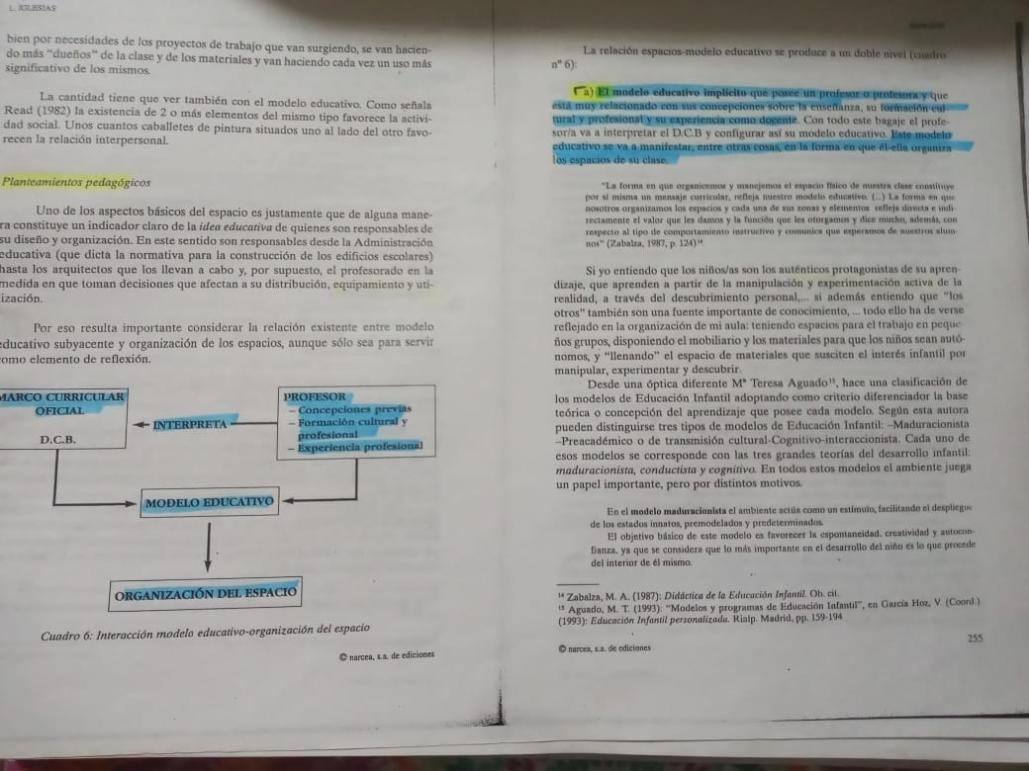 L. IGLESIAS
bien por necesidades de los proyectos de trabajo que van surgiendo, se van hacien-
do más "dueños" de la clase y de los materiales y van haciendo cada vez un uso más
significativo de los mismos.
La cantidad tiene que ver también con el modelo educativo. Como señala
Read (1982) la existencia de 2 o más elementos del mismo tipo favorece la activi-
dad social. Unos cuantos caballetes de pintura situados uno al lado del otro favo-
recen la relación interpersonal.
Planteamientos pedagógicos
Uno de los aspectos básicos del espacio es justamente que de alguna mane-
ra constituye un indicador claro de la idea educativa de quienes son responsables de
su diseño y organización. En este sentido son responsables desde la Administración
educativa (que dicta la normativa para la construcción de los edificios escolares)
hasta los arquitectos que los llevan a cabo y, por supuesto, el profesorado en la
medida en que toman decisiones que afectan a su distribución, equipamiento y uti-
ización.
Por eso resulta importante considerar la relación existente entre modelo
educativo subyacente y organización de los espacios, aunque sólo sea para servir
omo elemento de reflexión.
MARCO CURRICULAR
OFICIAL
D.C.B.
INTERPRETA
PROFESOR
– Concepciones previas
– Formación cultural y
profesional
– Experiencia profesional
MODELO EDUCATIVO
ORGANIZACIÓN DEL ESPACIO
Cuadro 6: Interacción modelo educativo-organización del espacio
© narcea, s.a. de ediciones
La relación espacios-modelo educativo se produce a un doble nivel (cuadro
nº 6):
a) El modelo educativo implícito que posee un profesor o profesora y que
está muy relacionado con sus concepciones sobre la enseñanza, su formación cul-
tural y profesional y su experiencia como docente. Con todo este bagaje el profe-
sor/a va a interpretar el D.C.B y configurar así su modelo educativo. Este modelo
educativo se va a manifestar, entre otras cosas, en la forma en que él-ella organiza
los espacios de su clase.
"La forma en que organicemos y manejemos el espacio físico de nuestra clase constituye
por sí misma un mensaje curricular, refleja nuestro modelo educativo. (...) La forma en que
nosotros organizamos los espacios y cada una de sus zonas y elementos refleja directa e indi-
rectamente el valor que les damos y la función que les otorgamos y dice mucho, además, con
respecto al tipo de comportamiento instructivo y comunica que esperamos de nuestros alum-
nos" (Zabalza, 1987, p. 124)¹⁴
Si yo entiendo que los niños/as son los auténticos protagonistas de su apren-
dizaje, que aprenden a partir de la manipulación y experimentación activa de la
realidad, a través del descubrimiento personal,... si además entiendo que "los
otros" también son una fuente importante de conocimiento, ... todo ello ha de verse
reflejado en la organización de mi aula: teniendo espacios para el trabajo en peque-
ños grupos, disponiendo el mobiliario y los materiales para que los niños sean autó-
nomos, y "llenando" el espacio de materiales que susciten el interés infantil por
manipular, experimentar y descubrir.
Desde una óptica diferente Mª Teresa Aguado¹⁵, hace una clasificación de
los modelos de Educación Infantil adoptando como criterio diferenciador la base
teórica o concepción del aprendizaje que posee cada modelo. Según esta autora
pueden distinguirse tres tipos de modelos de Educación Infantil: –Maduracionista
–Preacadémico o de transmisión cultural-Cognitivo-interaccionista. Cada uno de
esos modelos se corresponde con las tres grandes teorías del desarrollo infantil:
maduracionista, conductista y cognitivo. En todos estos modelos el ambiente juega
un papel importante, pero por distintos motivos.
En el modelo maduracionista el ambiente actúa como un estímulo, facilitando el despliegue
de los estados innatos, premodelados y predeterminados.
El objetivo básico de este modelo es favorecer la espontaneidad, creatividad y autocon-
fianza, ya que se considera que lo más importante en el desarrollo del niño es lo que procede
del interior de él mismo.
¹⁴ Zabalza, M. A. (1987): Didáctica de la Educación Infantil. Ob. cit.
¹⁵ Aguado, M. T. (1993): "Modelos y programas de Educación Infantil", en García Hoz, V. (Coord.)
(1993): Educación Infantil personalizada. Rialp. Madrid, pp. 159-194
© narcea, s.a. de ediciones
255